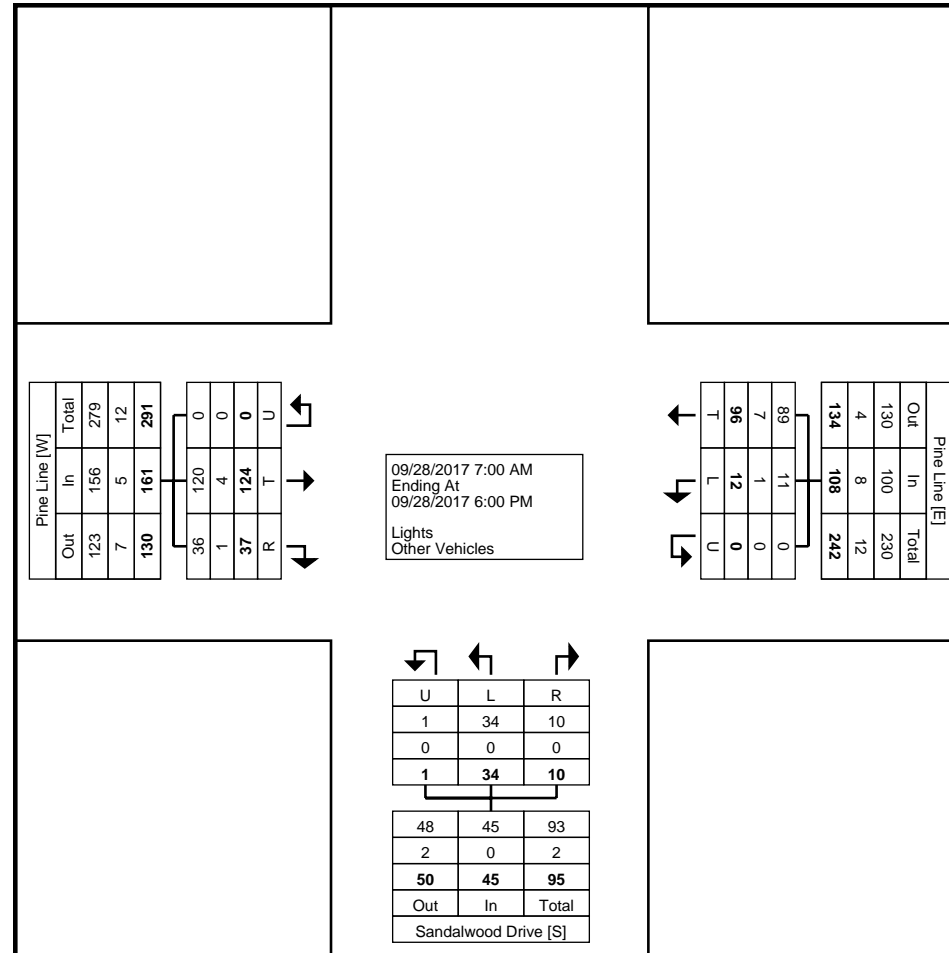 Pine Line [W]
Total In Out
279 156 123
12 5 7
291 161 130
0 120 36
0 4 1
0 124 37
U T R
09/28/2017 7:00 AM
Ending At
09/28/2017 6:00 PM
Lights
Other Vehicles
Pine Line [E]
Out In Total
130 100 230
4 8 12
134 108 242
89 11 0
7 1 0
96 12 0
T L U
U L R
1 34 10
0 0 0
1 34 10
48 45 93
2 0 2
50 45 95
Out In Total
Sandalwood Drive [S]